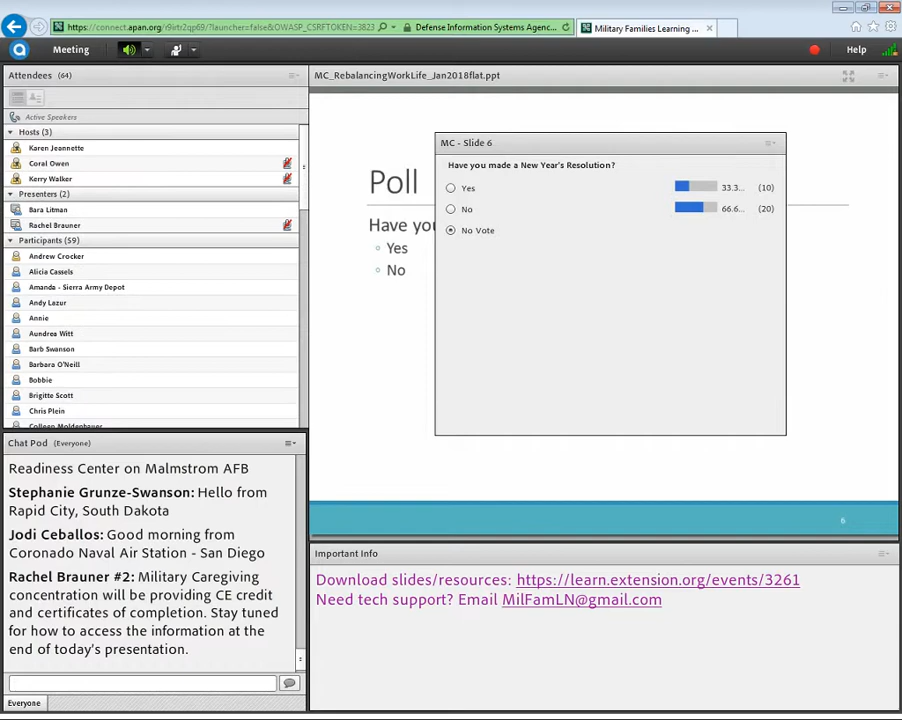 https://connect.apan.org/r9irtr2qp69/?launcher=false&OWASP_CSRFTOKEN=3823
Defense Information Systems Agenc...
Military Families Learning ...
Meeting
Help
Attendees (64)
MC_RebalancingWorkLife_Jan2018flat.ppt
Active Speakers
Hosts (3)
Karen Jeannette
Coral Owen
Kerry Walker
Presenters (2)
Bara Litman
Rachel Brauner
Participants (59)
Andrew Crocker
Alicia Cassels
Amanda - Sierra Army Depot
Andy Lazur
Annie
Aundrea Witt
Barb Swanson
Barbara O'Neill
Bobbie
Brigitte Scott
Chris Plein
Colleen Moldenhauer
Poll
Have you
Yes
No
MC - Slide 6
Have you made a New Year's Resolution?
Yes 33.3... (10)
No 66.6... (20)
No Vote
6
Chat Pod (Everyone)
Readiness Center on Malmstrom AFB
Stephanie Grunze-Swanson: Hello from
Rapid City, South Dakota
Jodi Ceballos: Good morning from
Coronado Naval Air Station - San Diego
Rachel Brauner #2: Military Caregiving
concentration will be providing CE credit
and certificates of completion. Stay tuned
for how to access the information at the
end of today's presentation.
Everyone
Important Info
Download slides/resources: https://learn.extension.org/events/3261
Need tech support? Email MilFamLN@gmail.com